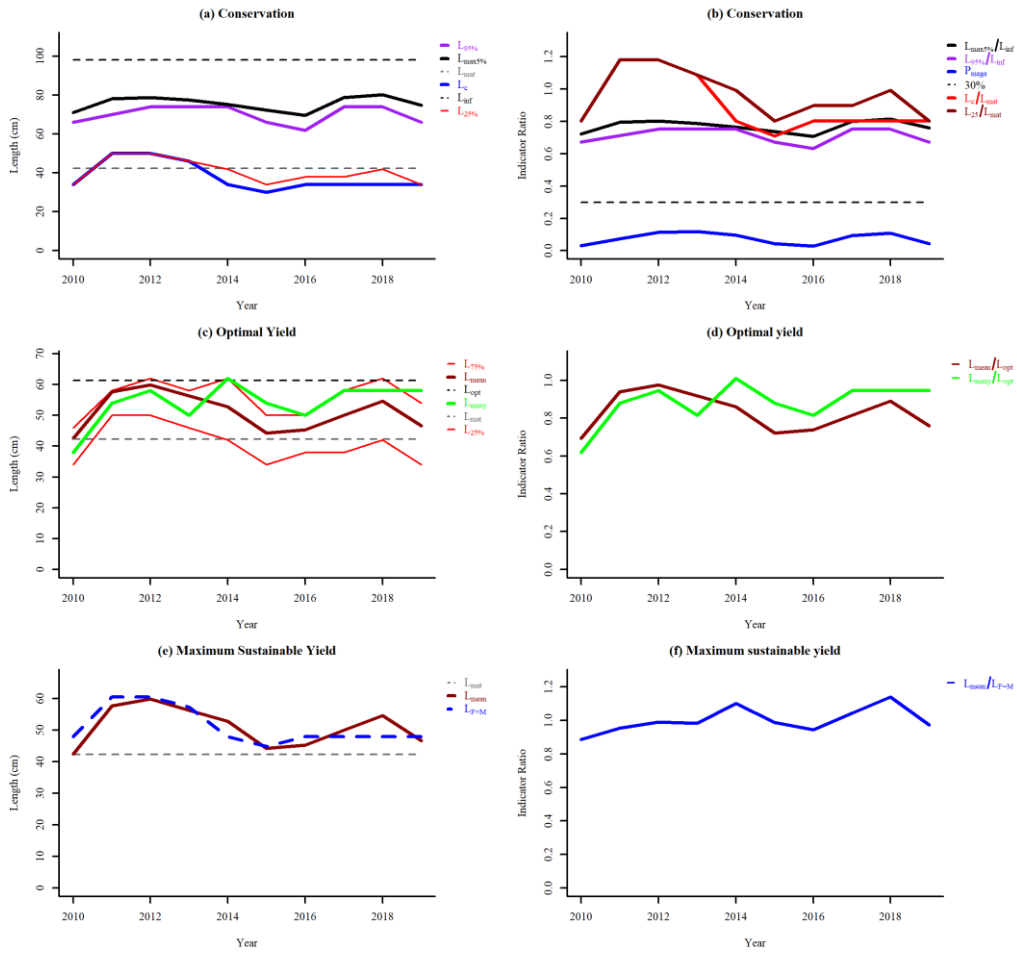 (a) Conservation
100
80
60
40
20
0
Length (cm)
2010 2012 2014 2016 2018
Year
L95%
Lmax5%
Lmat
Lc
Linf
L25%
(b) Conservation
1.2
1.0
0.8
0.6
0.4
0.2
0.0
Indicator Ratio
2010 2012 2014 2016 2018
Year
Lmax5%/Linf
L95%/Linf
Pmega
30%
Lc/Lmat
L25/Lmat
(c) Optimal Yield
70
60
50
40
30
20
10
0
Length (cm)
2010 2012 2014 2016 2018
Year
L75%
Lmean
Lopt
Lmaxy
Lmat
L25%
(d) Optimal yield
1.0
0.8
0.6
0.4
0.2
0.0
Indicator Ratio
2010 2012 2014 2016 2018
Year
Lmean/Lopt
Lmaxy/Lopt
(e) Maximum Sustainable Yield
60
50
40
30
20
10
0
Length (cm)
2010 2012 2014 2016 2018
Year
Lmat
Lmean
LF=M
(f) Maximum sustainable yield
1.2
1.0
0.8
0.6
0.4
0.2
0.0
Indicator Ratio
2010 2012 2014 2016 2018
Year
Lmean/LF=M